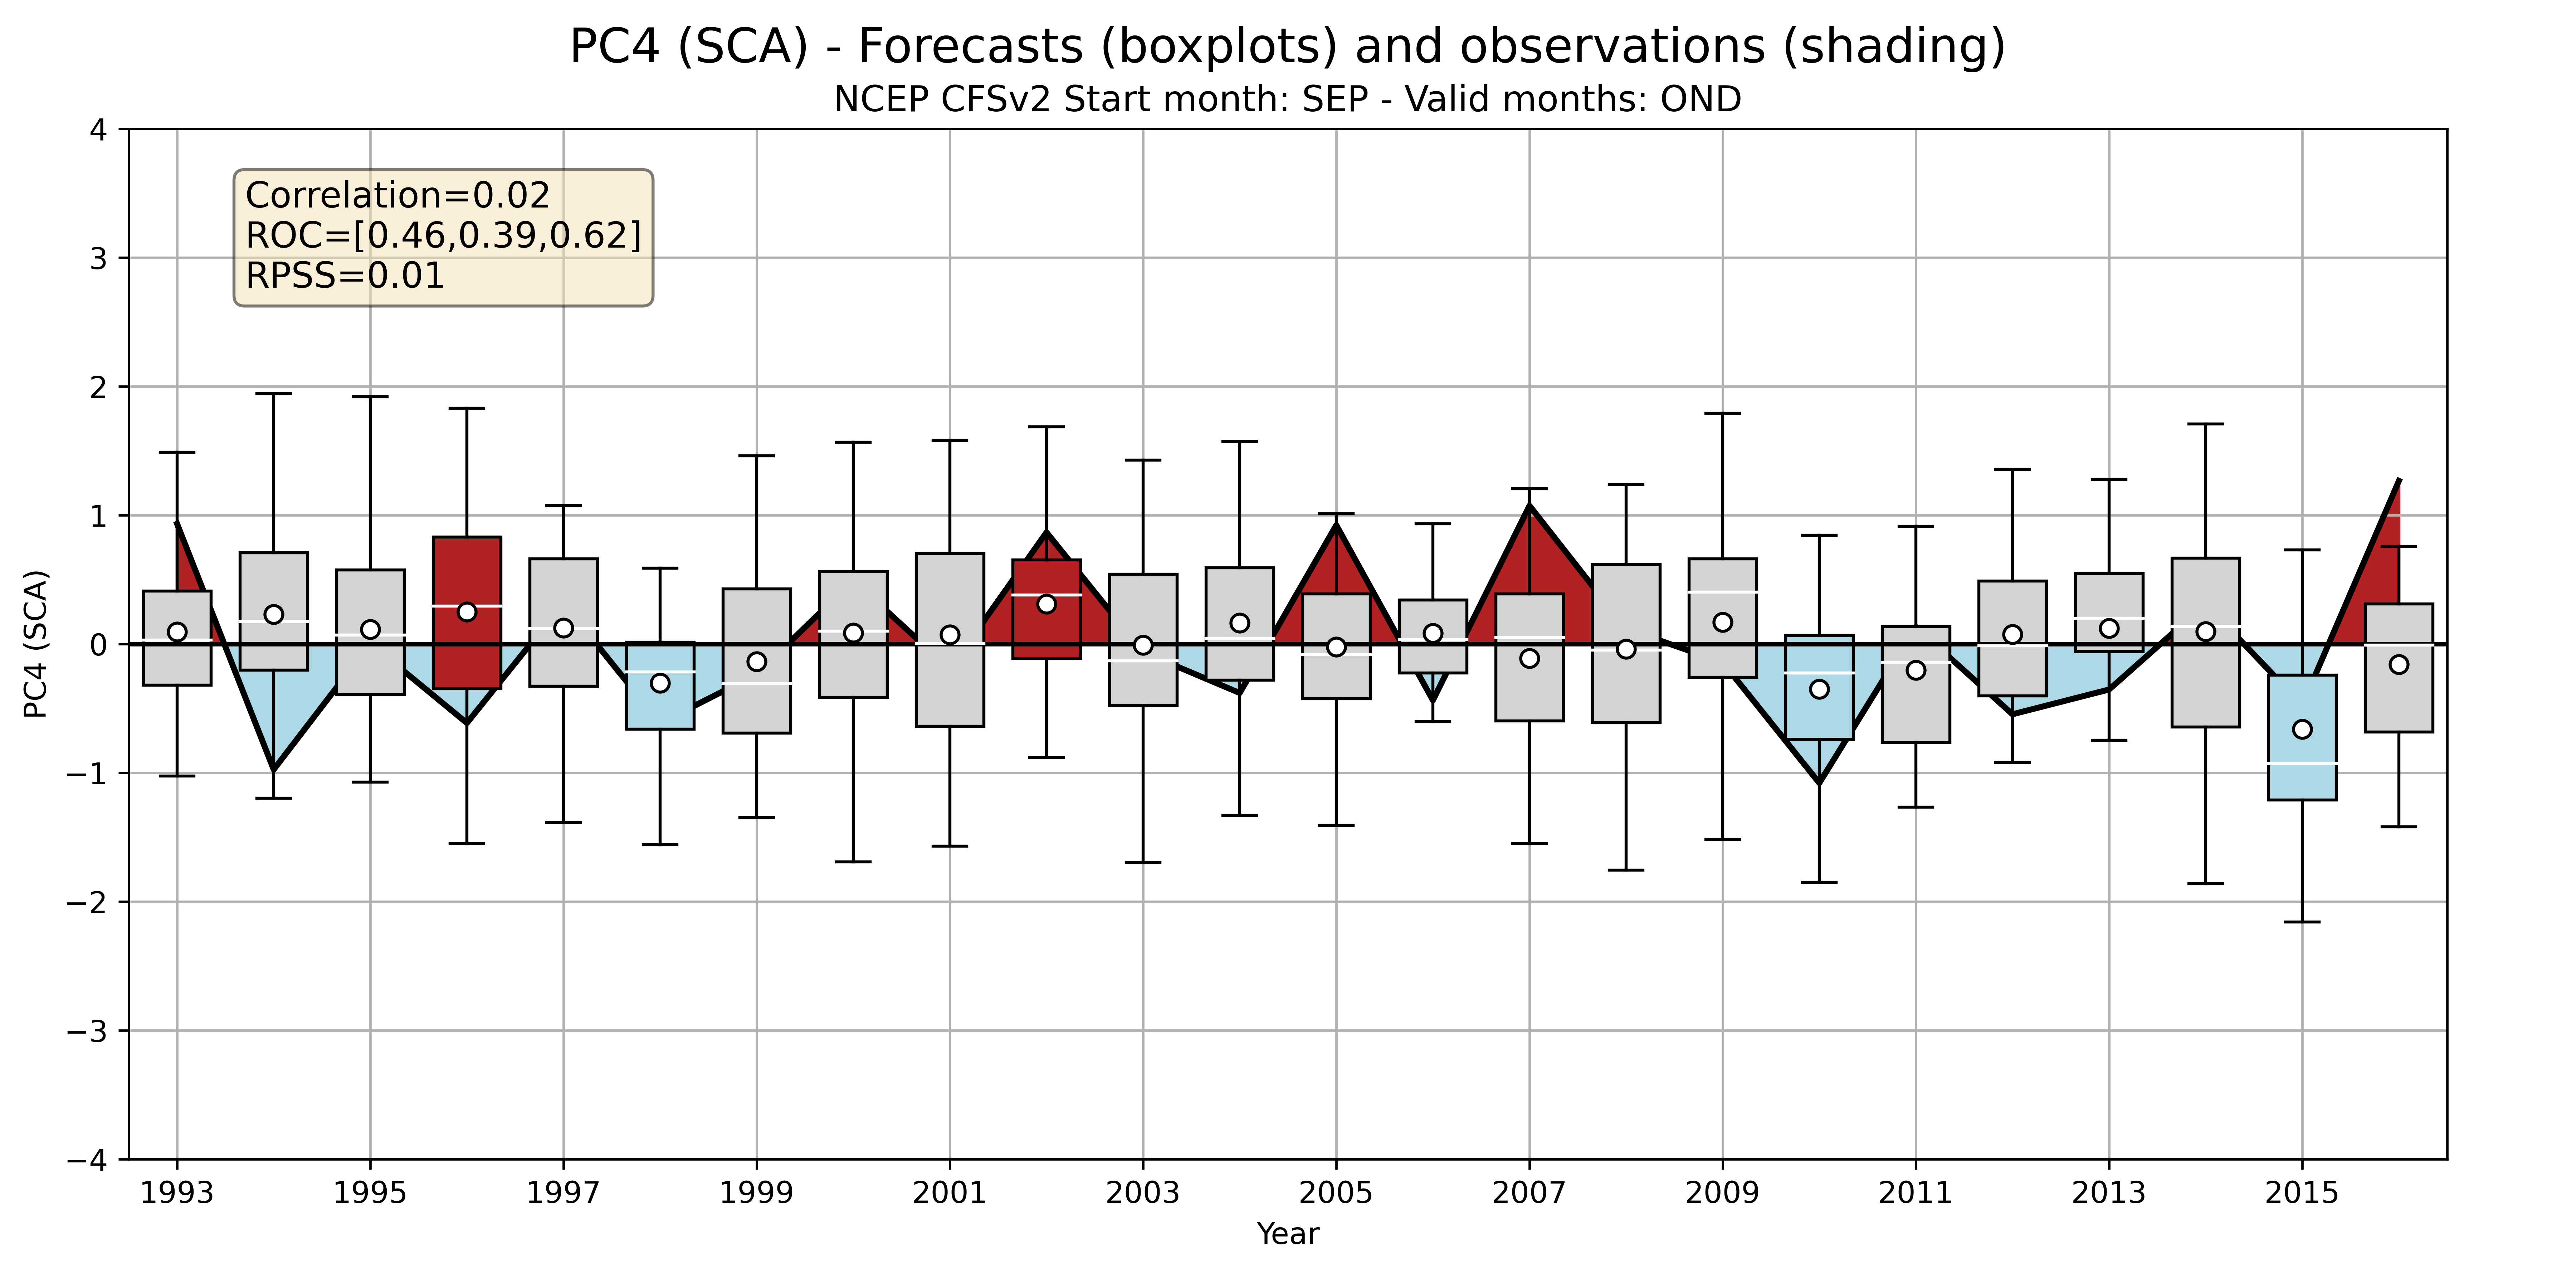 PC4 (SCA) - Forecasts (boxplots) and observations (shading)
NCEP CFSv2 Start month: SEP - Valid months: OND
Correlation=0.02
ROC=[0.46,0.39,0.62]
RPSS=0.01
PC4 (SCA)
4
3
2
1
0
−1
−2
−3
−4
1993 1995 1997 1999 2001 2003 2005 2007 2009 2011 2013 2015
Year